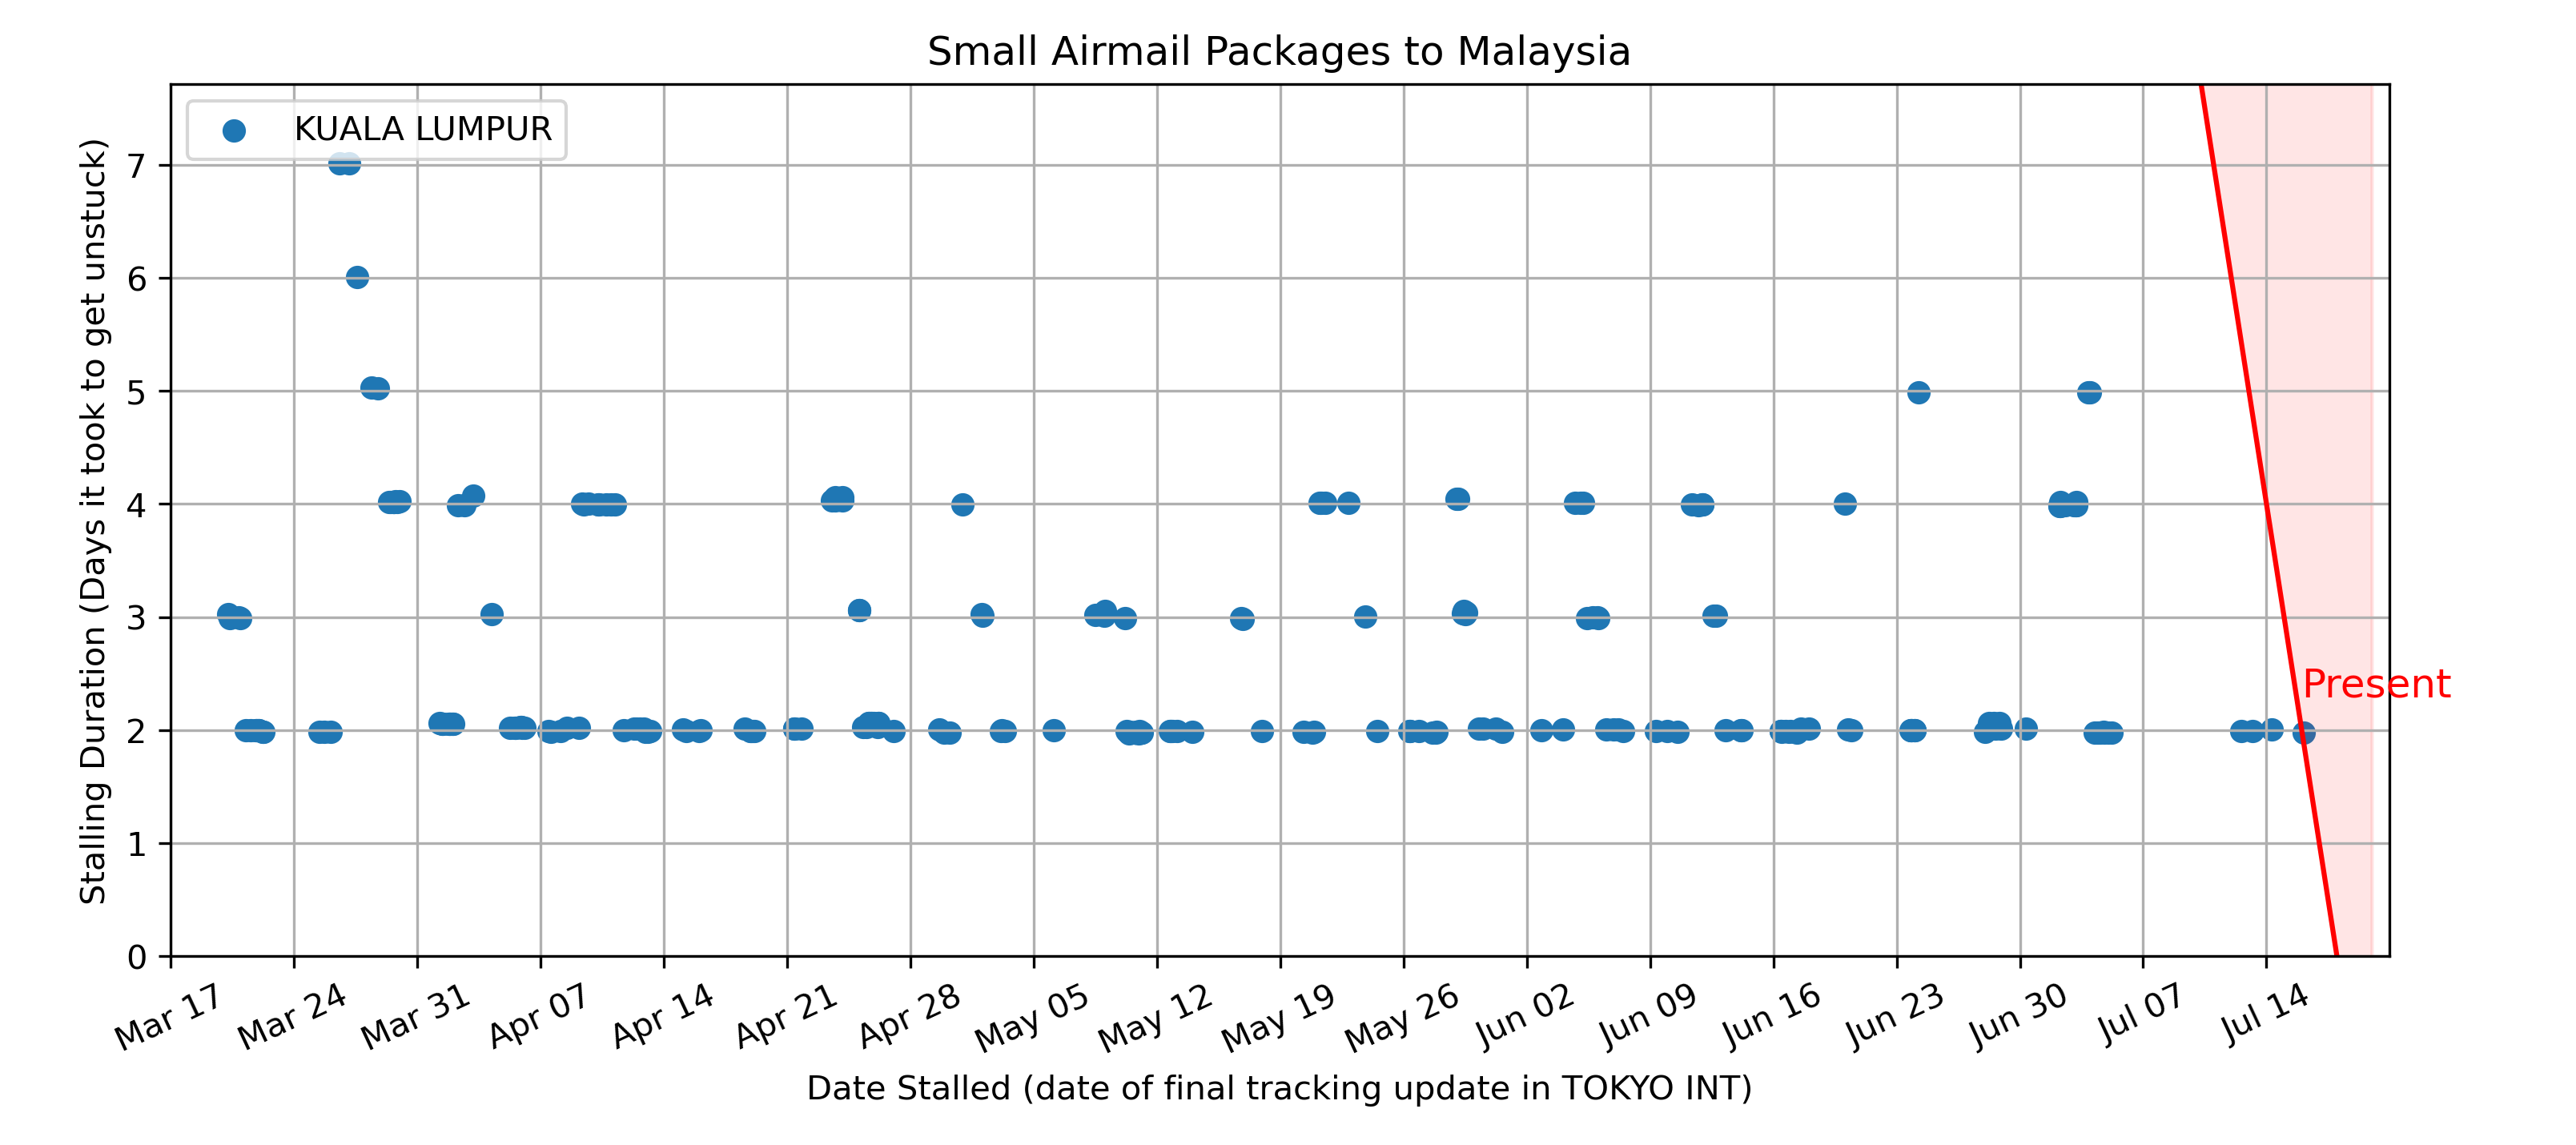 Small Airmail Packages to Malaysia
KUALA LUMPUR
Stalling Duration (Days it took to get unstuck)
7
6
5
4
3
2
1
0
Present
Mar 17
Mar 24
Mar 31
Apr 07
Apr 14
Apr 21
Apr 28
May 05
May 12
May 19
May 26
Jun 02
Jun 09
Jun 16
Jun 23
Jun 30
Jul 07
Jul 14
Date Stalled (date of final tracking update in TOKYO INT)